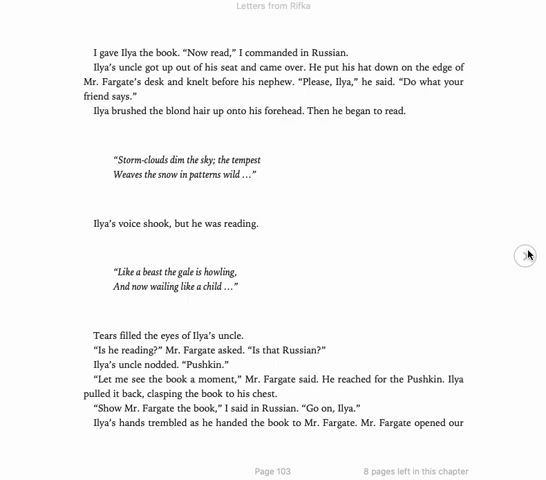 Letters from Rifka
I gave Ilya the book. “Now read,” I commanded in Russian.
Ilya’s uncle got up out of his seat and came over. He put his hat down on the edge of
Mr. Fargate’s desk and knelt before his nephew. “Please, Ilya,” he said. “Do what your
friend says.”
Ilya brushed the blond hair up onto his forehead. Then he began to read.
“Storm-clouds dim the sky; the tempest
Weaves the snow in patterns wild …”
Ilya’s voice shook, but he was reading.
“Like a beast the gale is howling,
And now wailing like a child …”
Tears filled the eyes of Ilya’s uncle.
“Is he reading?” Mr. Fargate asked. “Is that Russian?”
Ilya’s uncle nodded. “Pushkin.”
“Let me see the book a moment,” Mr. Fargate said. He reached for the Pushkin. Ilya
pulled it back, clasping the book to his chest.
“Show Mr. Fargate the book,” I said in Russian. “Go on, Ilya.”
Ilya’s hands trembled as he handed the book to Mr. Fargate. Mr. Fargate opened our
Page 103
8 pages left in this chapter